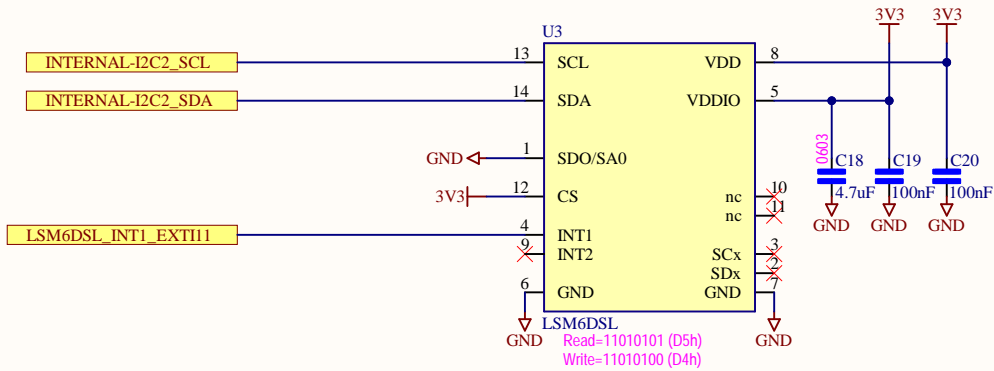 3V3 3V3
U3
INTERNAL-I2C2_SCL 13 SCL VDD 8
INTERNAL-I2C2_SDA 14 SDA VDDIO 5
GND 1 SDO/SA0 0603 C18 C19 C20
3V3 12 CS nc 10 4.7uF 100nF 100nF
nc 11
GND GND GND
LSM6DSL_INT1_EXTI11 4 INT1
9 INT2 SCx 3
SDx 2
6 GND GND 7
GND LSM6DSL GND
Read=11010101 (D5h)
Write=11010100 (D4h)